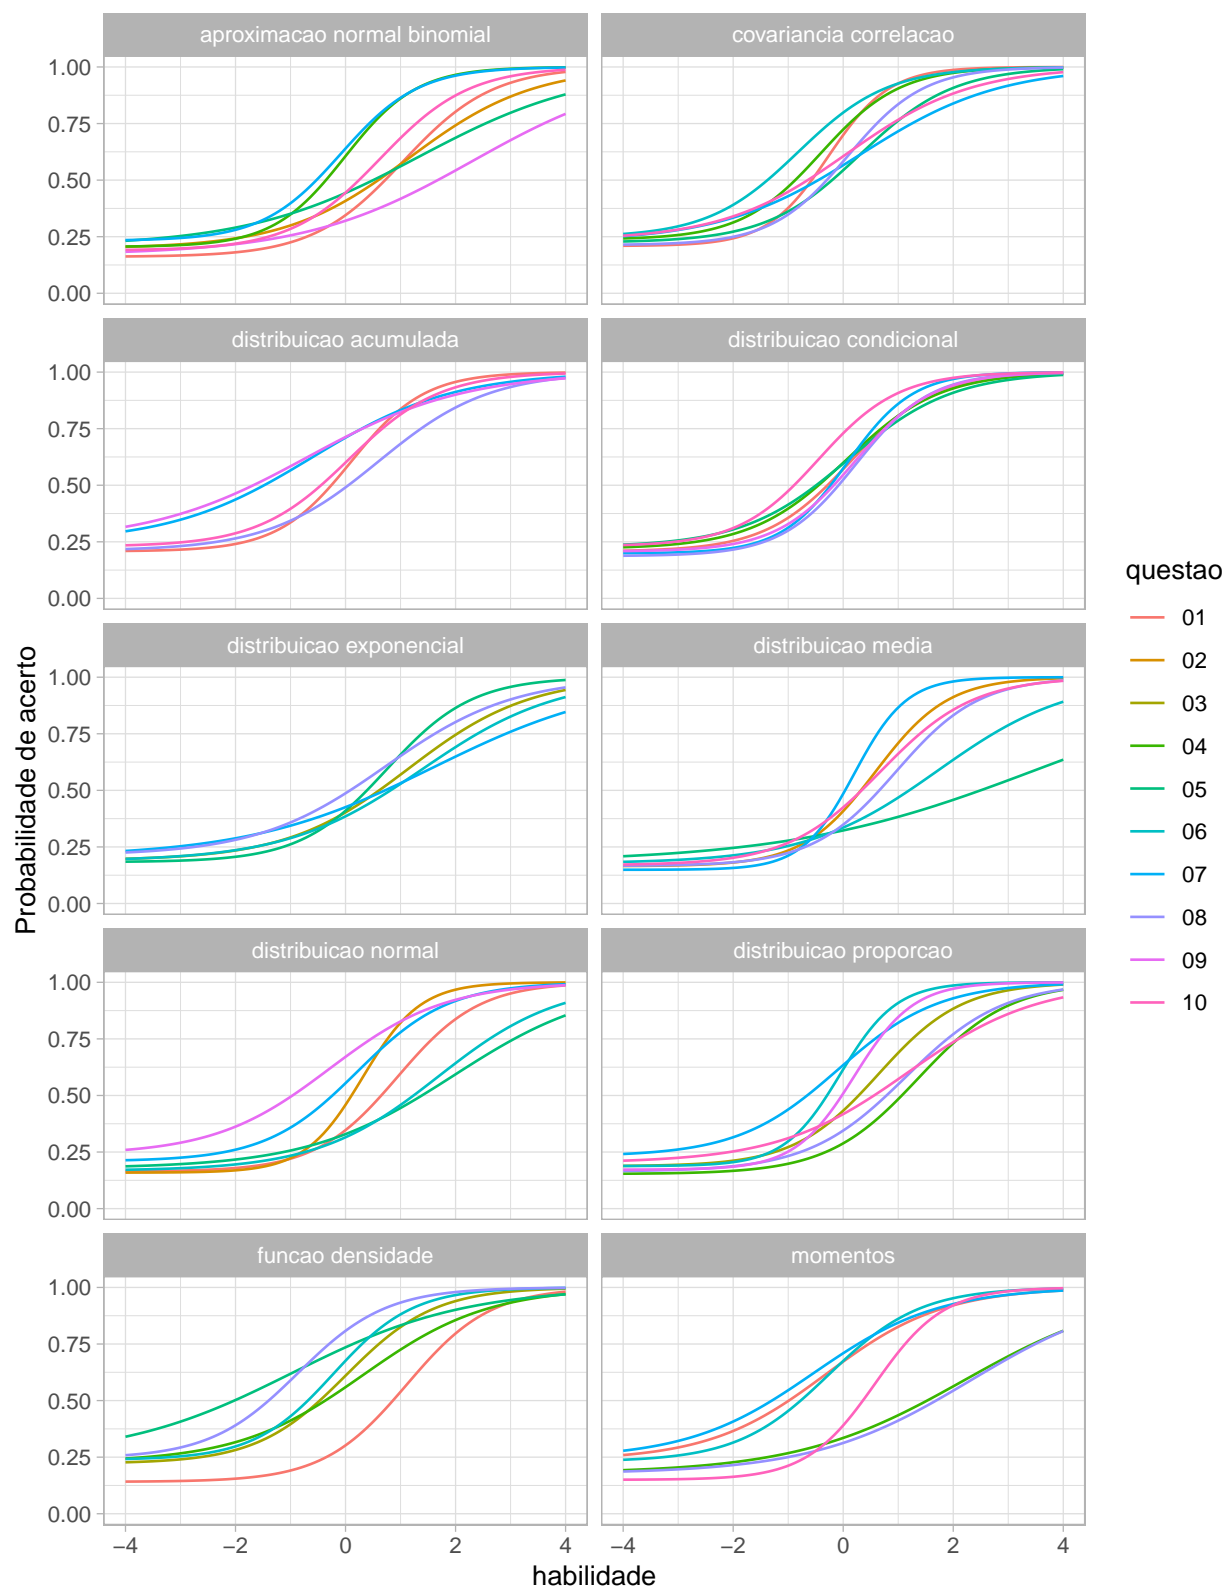 aproximacao normal binomial
covariancia correlacao
1.00
0.75
0.50
0.25
0.00
distribuicao acumulada
distribuicao condicional
1.00
0.75
0.50
0.25
0.00
distribuicao exponencial
distribuicao media
1.00
0.75
0.50
0.25
0.00
distribuicao normal
distribuicao proporcao
1.00
0.75
0.50
0.25
0.00
funcao densidade
momentos
1.00
0.75
0.50
0.25
0.00
−4 −2 0 2 4
−4 −2 0 2 4
habilidade
Probabilidade de acerto
questao
01
02
03
04
05
06
07
08
09
10